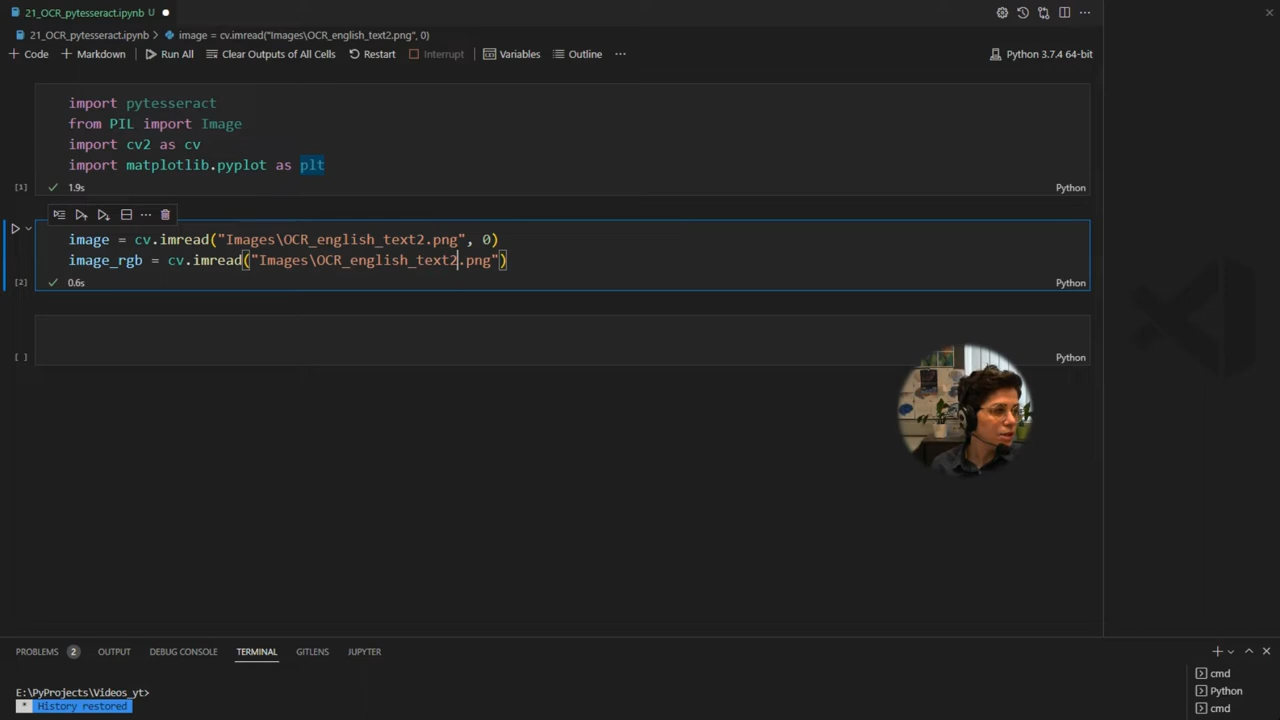 21_OCR_pytesseract.ipynb U
21_OCR_pytesseract.ipynb > image = cv.imread("Images\OCR_english_text2.png", 0)
+ Code + Markdown Run All Clear Outputs of All Cells Restart Interrupt Variables Outline ... Python 3.7.4 64-bit
import pytesseract
from PIL import Image
import cv2 as cv
import matplotlib.pyplot as plt
[1] 1.9s Python
image = cv.imread("Images\OCR_english_text2.png", 0)
image_rgb = cv.imread("Images\OCR_english_text2.png")
[2] 0.6s Python
[ ] Python
PROBLEMS 2 OUTPUT DEBUG CONSOLE TERMINAL GITLENS JUPYTER
E:\PyProjects\Videos_yt>
* History restored
cmd
Python
cmd